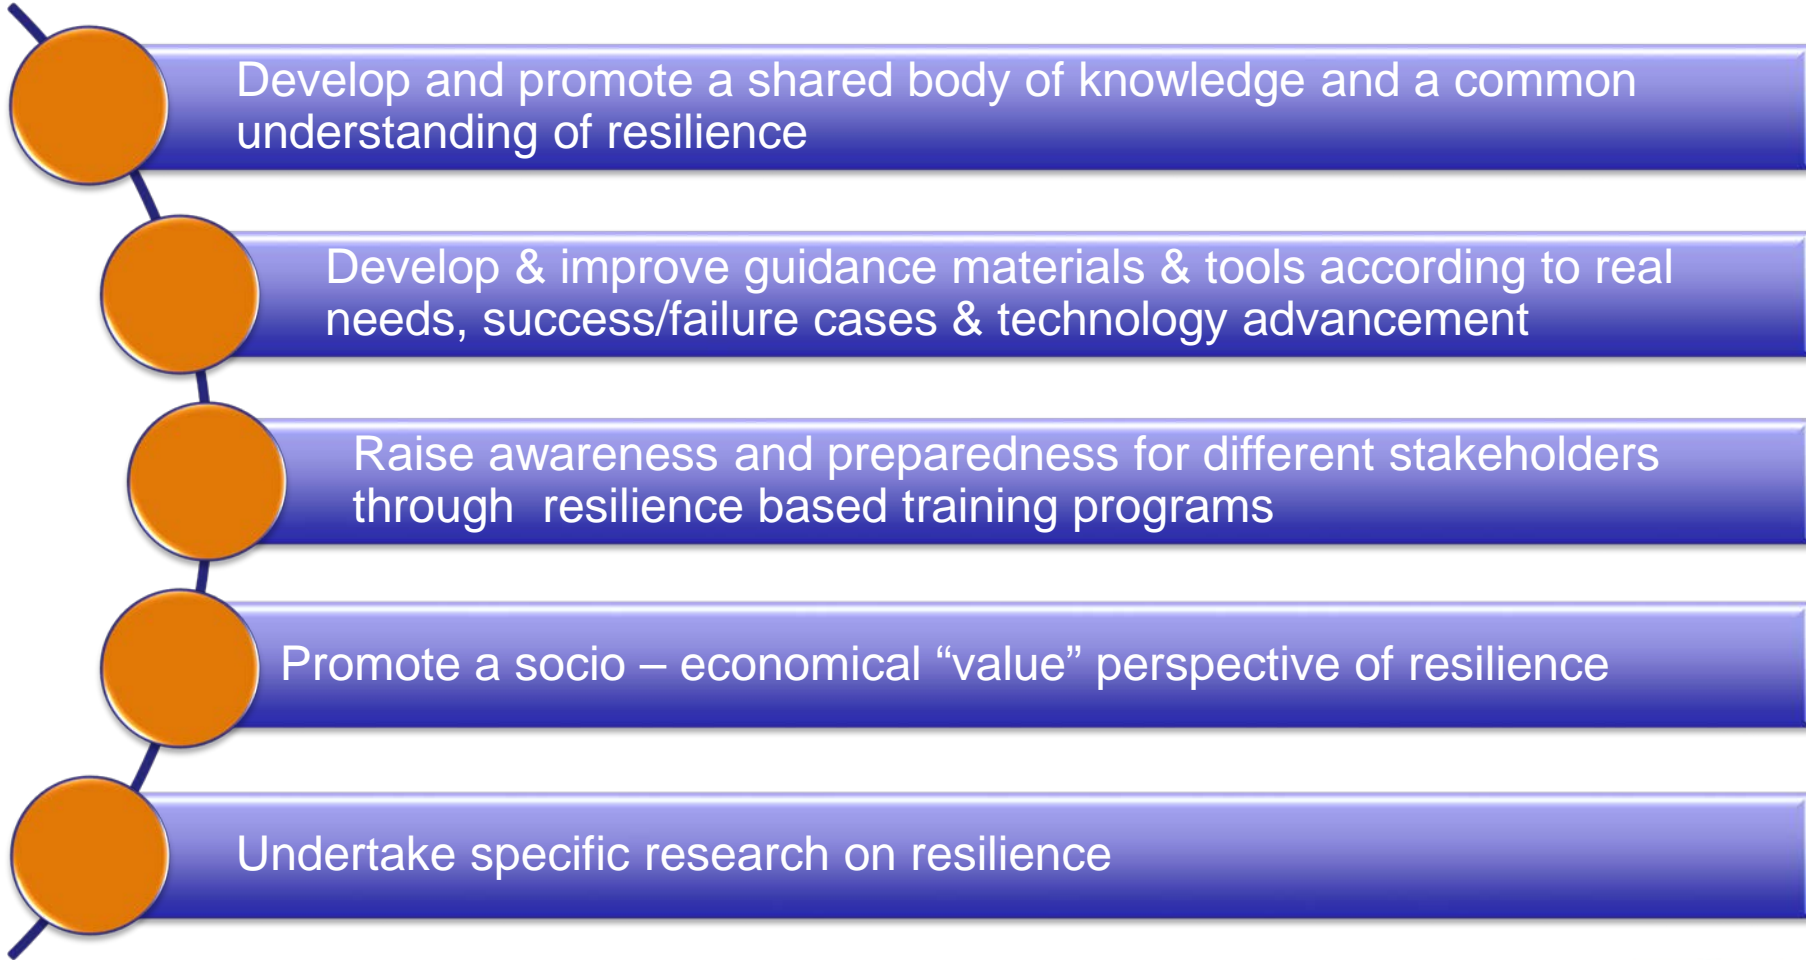 Develop and promote a shared body of knowledge and a common
understanding of resilience
Develop & improve guidance materials & tools according to real
needs, success/failure cases & technology advancement
Raise awareness and preparedness for different stakeholders
through  resilience based training programs
Promote a socio – economical “value” perspective of resilience
Undertake specific research on resilience